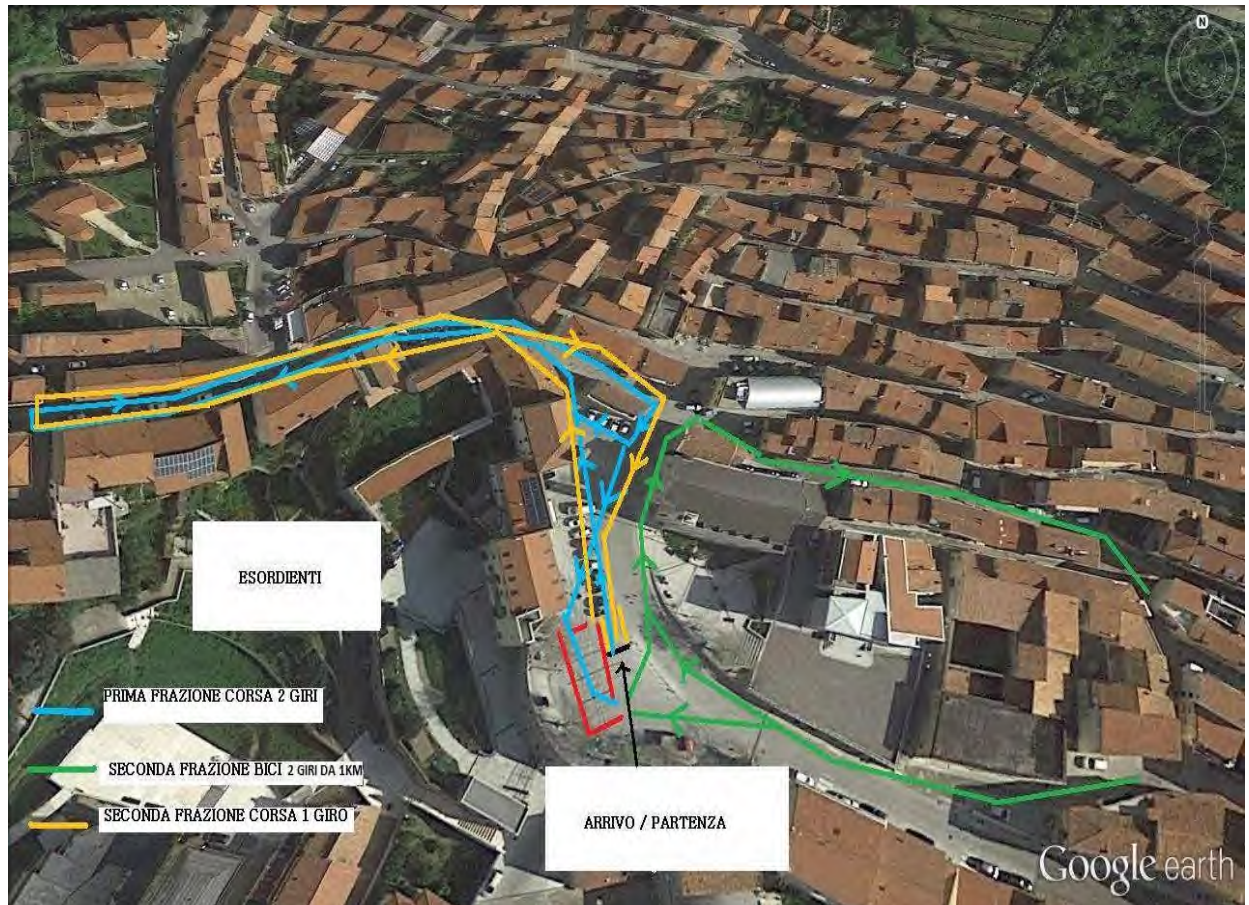 N
ESORDIENTI
PRIMA FRAZIONE CORSA 2 GIRI
SECONDA FRAZIONE BICI 2 GIRI DA 1KM
SECONDA FRAZIONE CORSA 1 GIRO
ARRIVO / PARTENZA
Google earth